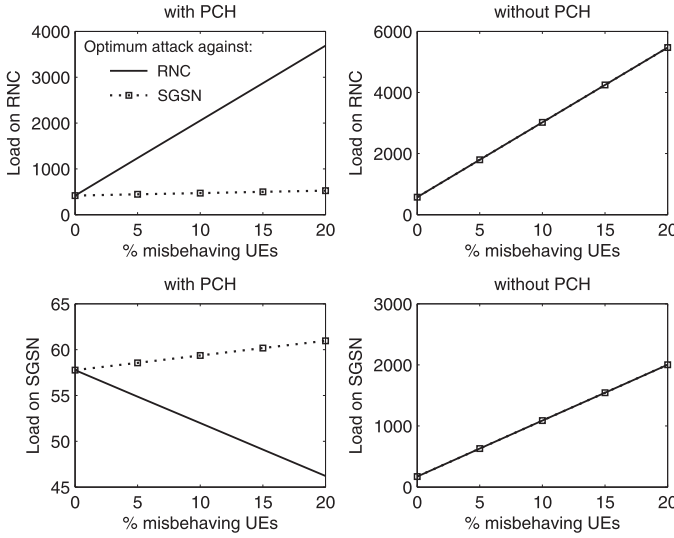 with PCH
Load on RNC
4000
3000
2000
1000
0
Optimum attack against:
RNC
SGSN
0 5 10 15 20
% misbehaving UEs
without PCH
Load on RNC
6000
4000
2000
0
0 5 10 15 20
% misbehaving UEs
with PCH
Load on SGSN
65
60
55
50
45
0 5 10 15 20
% misbehaving UEs
without PCH
Load on SGSN
3000
2000
1000
0
0 5 10 15 20
% misbehaving UEs